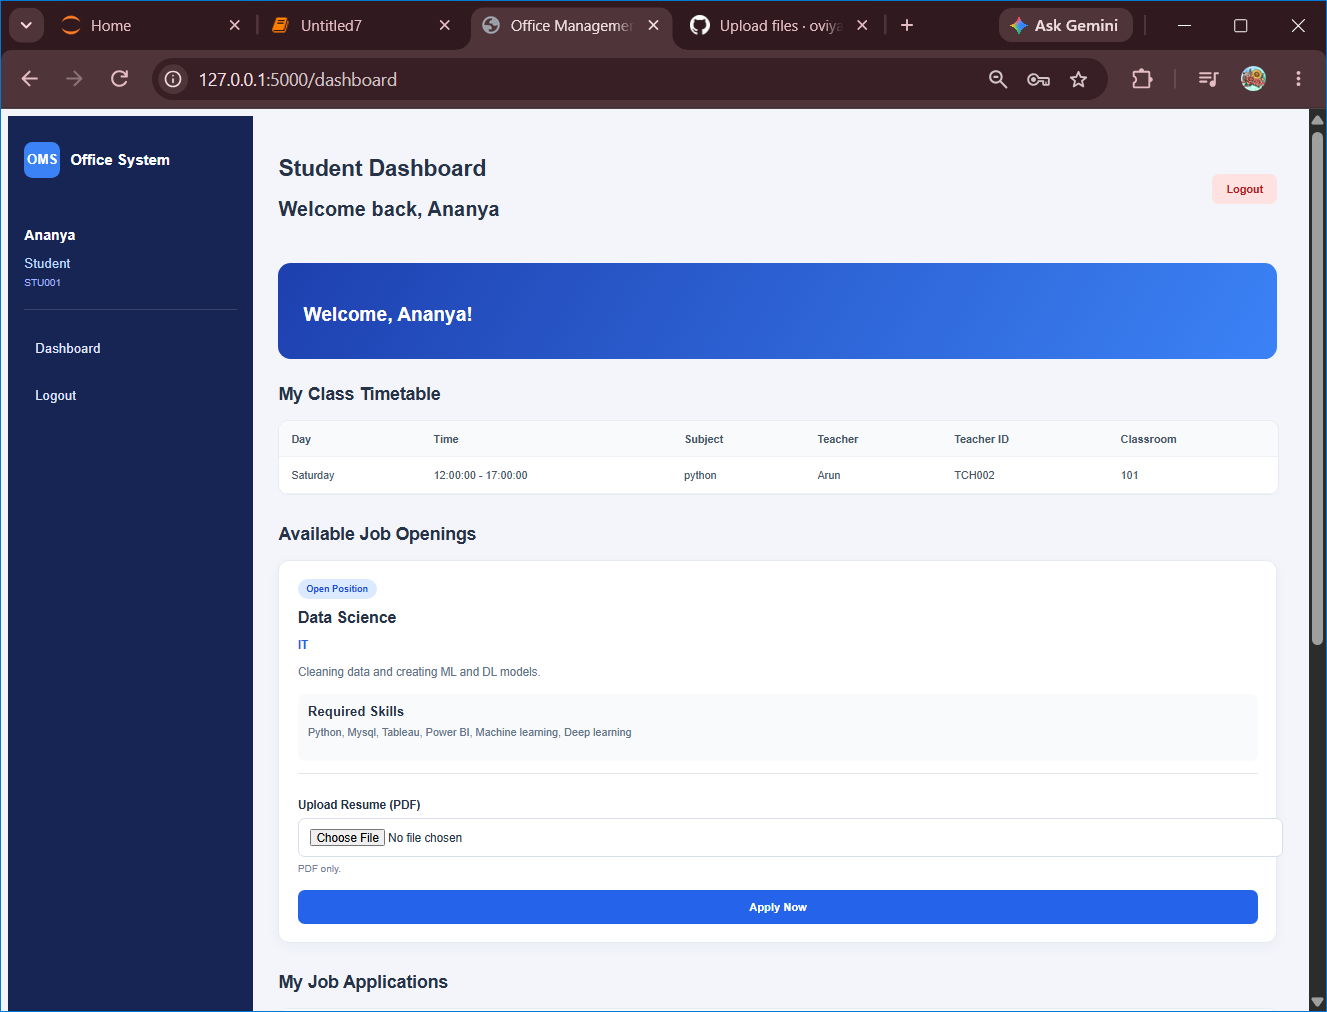 Home
Untitled7
Office Managemen
Upload files · oviya
Ask Gemini
127.0.0.1:5000/dashboard
OMS Office System
Ananya
Student
STU001
Dashboard
Logout
Student Dashboard
Welcome back, Ananya
Logout
Welcome, Ananya!
My Class Timetable
Day Time Subject Teacher Teacher ID Classroom
Saturday 12:00:00 - 17:00:00 python Arun TCH002 101
Available Job Openings
Open Position
Data Science
IT
Cleaning data and creating ML and DL models.
Required Skills
Python, Mysql, Tableau, Power BI, Machine learning, Deep learning
Upload Resume (PDF)
Choose File No file chosen
PDF only.
Apply Now
My Job Applications